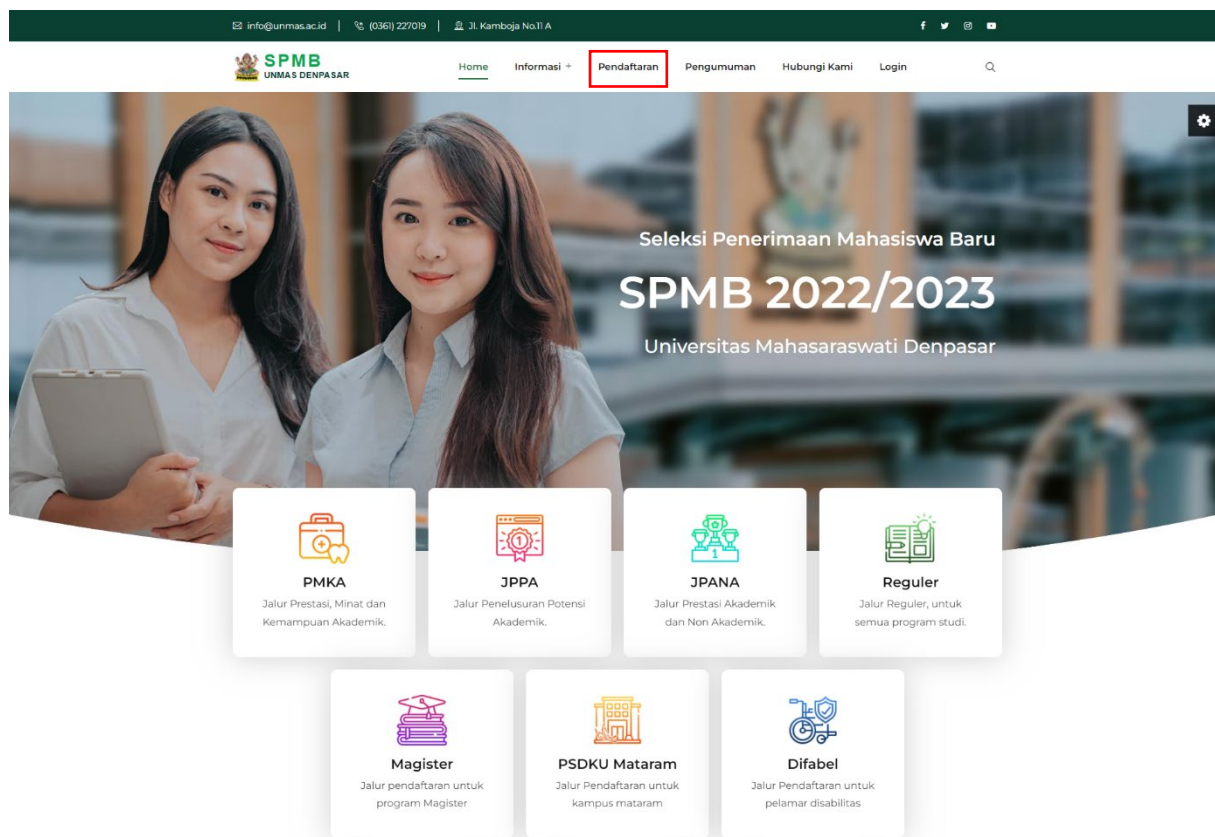 info@unmas.ac.id | (0361) 227019 | Jl. Kamboja No.11 A
SPMB
UNMAS DENPASAR
Home Informasi + Pendaftaran Pengumuman Hubungi Kami Login
Seleksi Penerimaan Mahasiswa Baru
SPMB 2022/2023
Universitas Mahasaraswati Denpasar
PMKA
Jalur Prestasi, Minat dan
Kemampuan Akademik.
JPPA
Jalur Penelusuran Potensi
Akademik.
JPANA
Jalur Prestasi Akademik
dan Non Akademik.
Reguler
Jalur Reguler, untuk
semua program studi.
Magister
Jalur pendaftaran untuk
program Magister
PSDKU Mataram
Jalur Pendaftaran untuk
kampus mataram
Difabel
Jalur Pendaftaran untuk
pelamar disabilitas